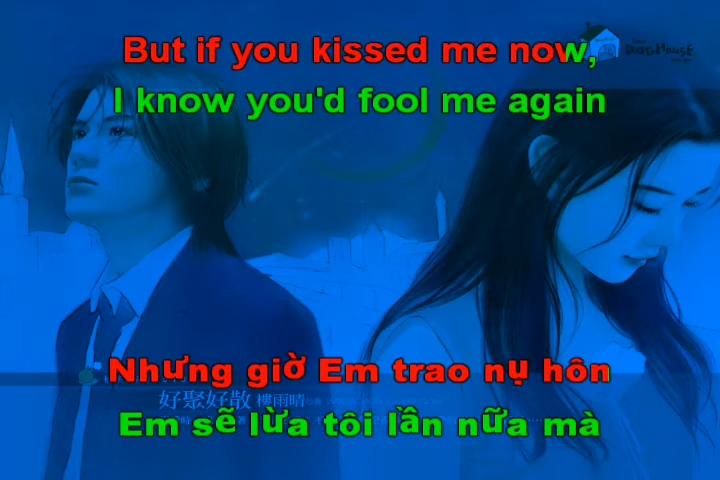 But if you kissed me now,
I know you'd fool me again
DOGHOUSE
Nhưng giờ Em trao nụ hôn
好聚好散 樓雨晴
Em sẽ lừa tôi lần nữa mà